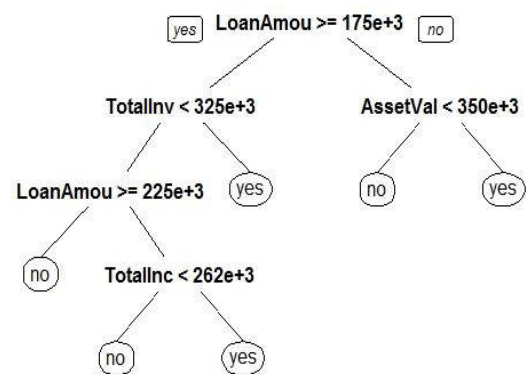 yes LoanAmou >= 175e+3 no
TotalInv < 325e+3 AssetVal < 350e+3
LoanAmou >= 225e+3 yes no yes
no TotalInc < 262e+3
no yes